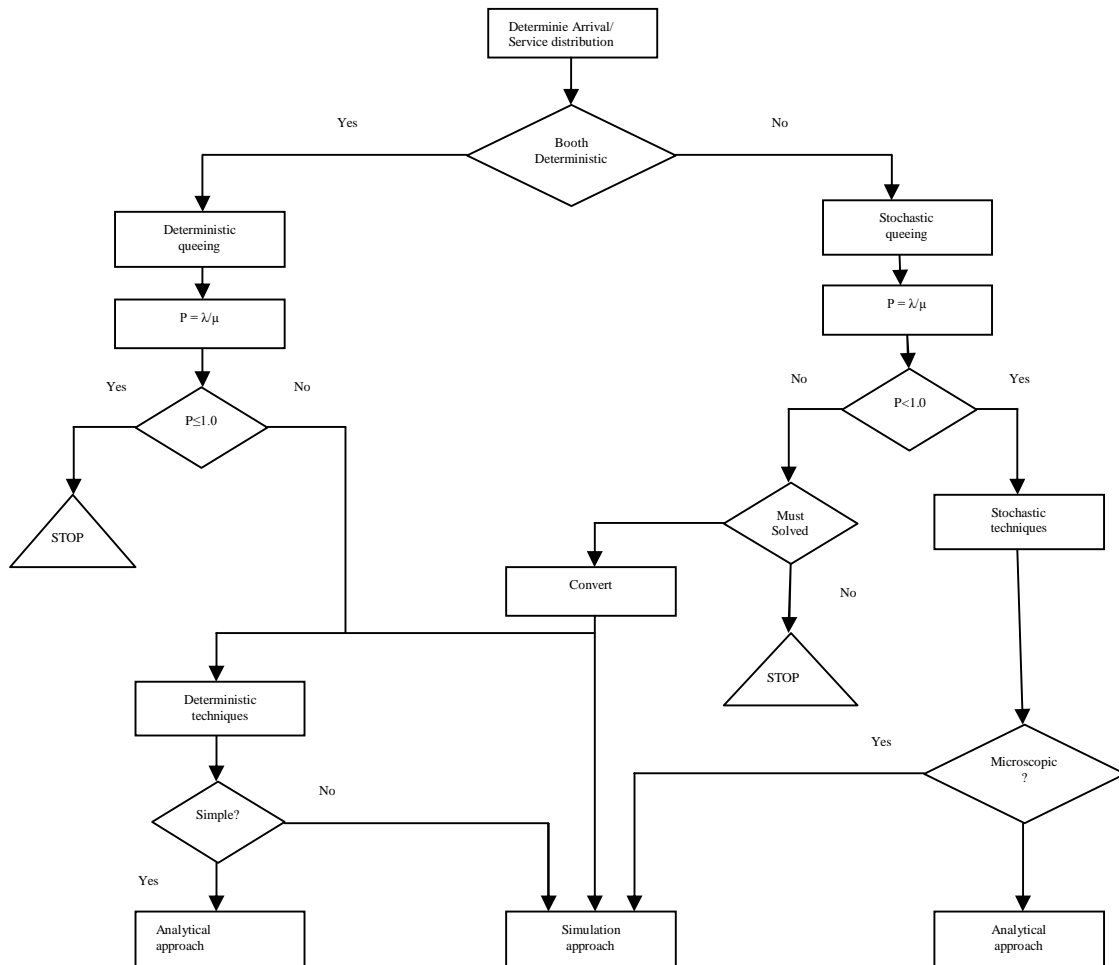 Determinie Arrival/
Service distribution
Yes
No
Booth
Deterministic
Deterministic
queeing
Stochastic
queeing
P = λ/μ
P = λ/μ
Yes
No
No
Yes
P≤1.0
P<1.0
STOP
Must
Solved
Stochastic
techniques
Convert
No
STOP
Deterministic
techniques
Yes
Microscopic
?
No
Simple?
Yes
Analytical
approach
Simulation
approach
Analytical
approach